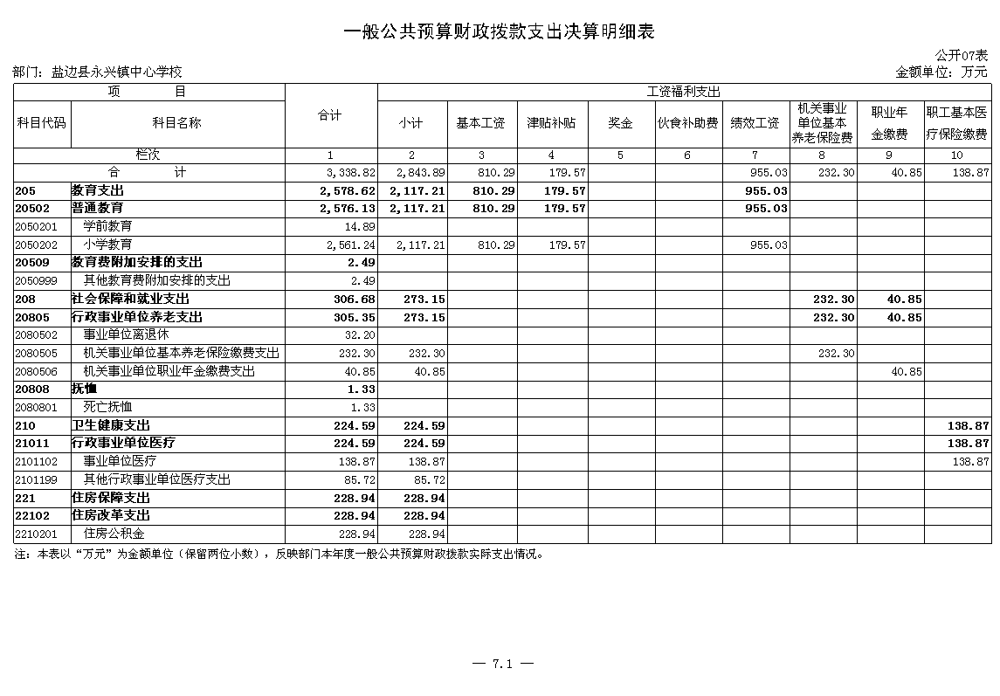 一般公共预算财政拨款支出决算明细表
公开07表
部门：盐边县永兴镇中心学校 金额单位：万元
项 目 合计 工资福利支出
科目代码 科目名称 小计 基本工资 津贴补贴 奖金 伙食补助费 绩效工资 机关事业单位基本养老保险费 职业年金缴费 职工基本医疗保险缴费
栏次 1 2 3 4 5 6 7 8 9 10
合 计 3,338.82 2,843.89 810.29 179.57 955.03 232.30 40.85 138.87
205 教育支出 2,578.62 2,117.21 810.29 179.57 955.03
20502 普通教育 2,576.13 2,117.21 810.29 179.57 955.03
2050201 学前教育 14.89
2050202 小学教育 2,561.24 2,117.21 810.29 179.57 955.03
20509 教育费附加安排的支出 2.49
2050999 其他教育费附加安排的支出 2.49
208 社会保障和就业支出 306.68 273.15 232.30 40.85
20805 行政事业单位养老支出 305.35 273.15 232.30 40.85
2080502 事业单位离退休 32.20
2080505 机关事业单位基本养老保险缴费支出 232.30 232.30 232.30
2080506 机关事业单位职业年金缴费支出 40.85 40.85 40.85
20808 抚恤 1.33
2080801 死亡抚恤 1.33
210 卫生健康支出 224.59 224.59 138.87
21011 行政事业单位医疗 224.59 224.59 138.87
2101102 事业单位医疗 138.87 138.87 138.87
2101199 其他行政事业单位医疗支出 85.72 85.72
221 住房保障支出 228.94 228.94
22102 住房改革支出 228.94 228.94
2210201 住房公积金 228.94 228.94
注：本表以“万元”为金额单位（保留两位小数），反映部门本年度一般公共预算财政拨款实际支出情况。
— 7.1 —